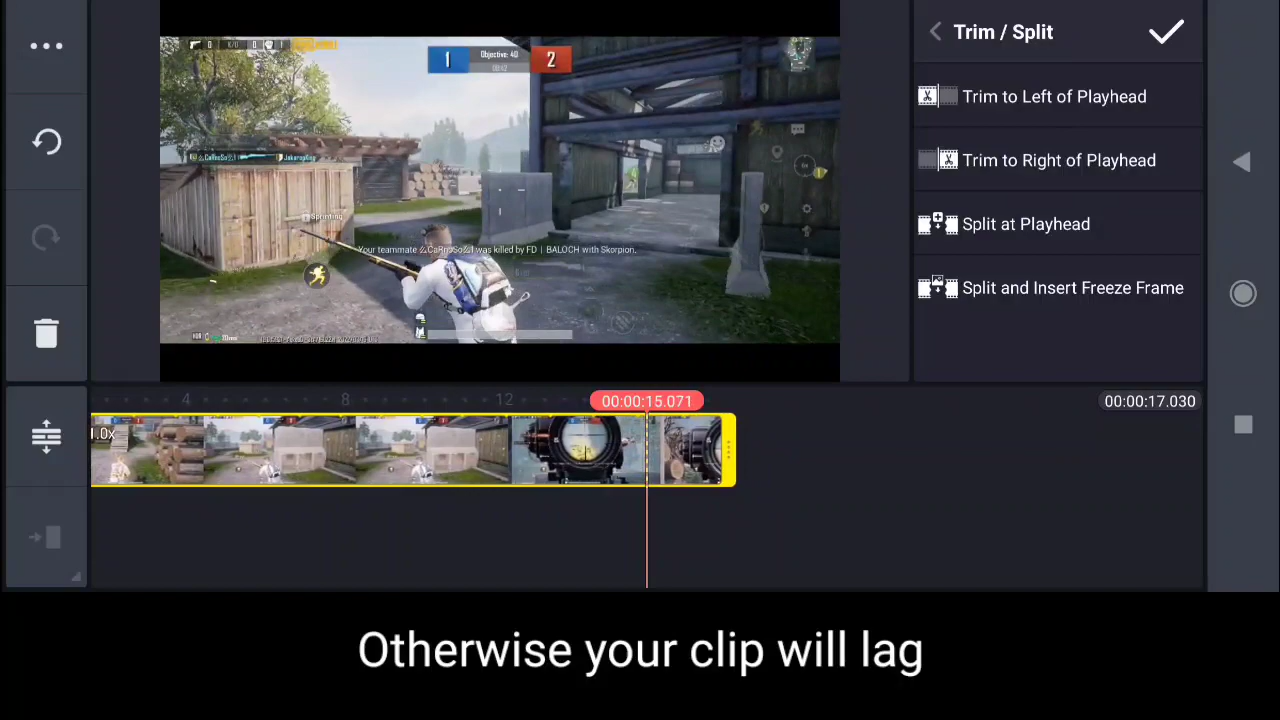 Trim / Split
Trim to Left of Playhead
Trim to Right of Playhead
Split at Playhead
Split and Insert Freeze Frame
1
Objective: 40
2
Sprinting
Your teammate
was killed by FD | BALOCH with Skorpion.
4
8
12
00:00:15.071
00:00:17.030
1.0x
Otherwise your clip will lag